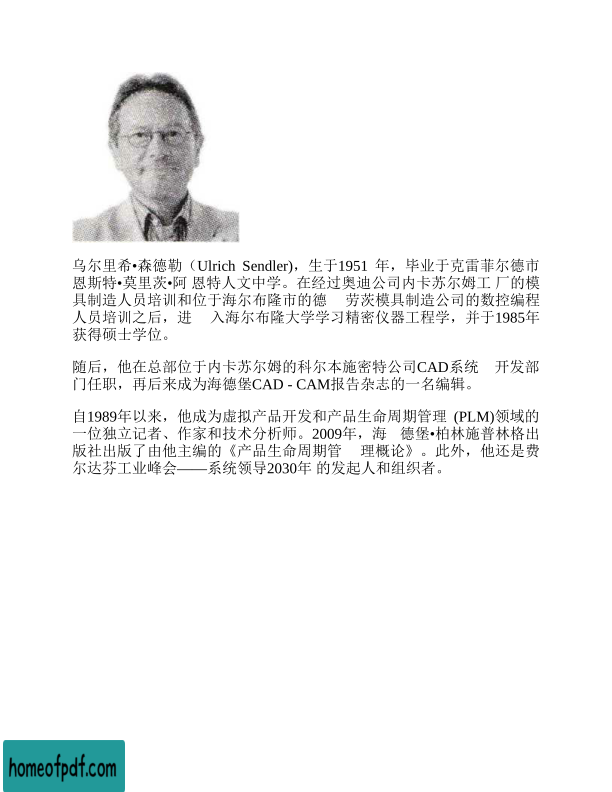 乌尔里希•森德勒（Ulrich Sendler)，生于1951 年，毕业于克雷菲尔德市
恩斯特•莫里茨•阿 恩特人文中学。在经过奥迪公司内卡苏尔姆工 厂的模
具制造人员培训和位于海尔布隆市的德 劳茨模具制造公司的数控编程
人员培训之后，进 入海尔布隆大学学习精密仪器工程学，并于1985年
获得硕士学位。
随后，他在总部位于内卡苏尔姆的科尔本施密特公司CAD系统 开发部
门任职，再后来成为海德堡CAD - CAM报告杂志的一名编辑。
自1989年以来，他成为虚拟产品开发和产品生命周期管理 (PLM)领域的
一位独立记者、作家和技术分析师。2009年，海 德堡•柏林施普林格出
版社出版了由他主编的《产品生命周期管 理概论》。此外，他还是费
尔达芬工业峰会——系统领导2030年 的发起人和组织者。
homeofpdf.com